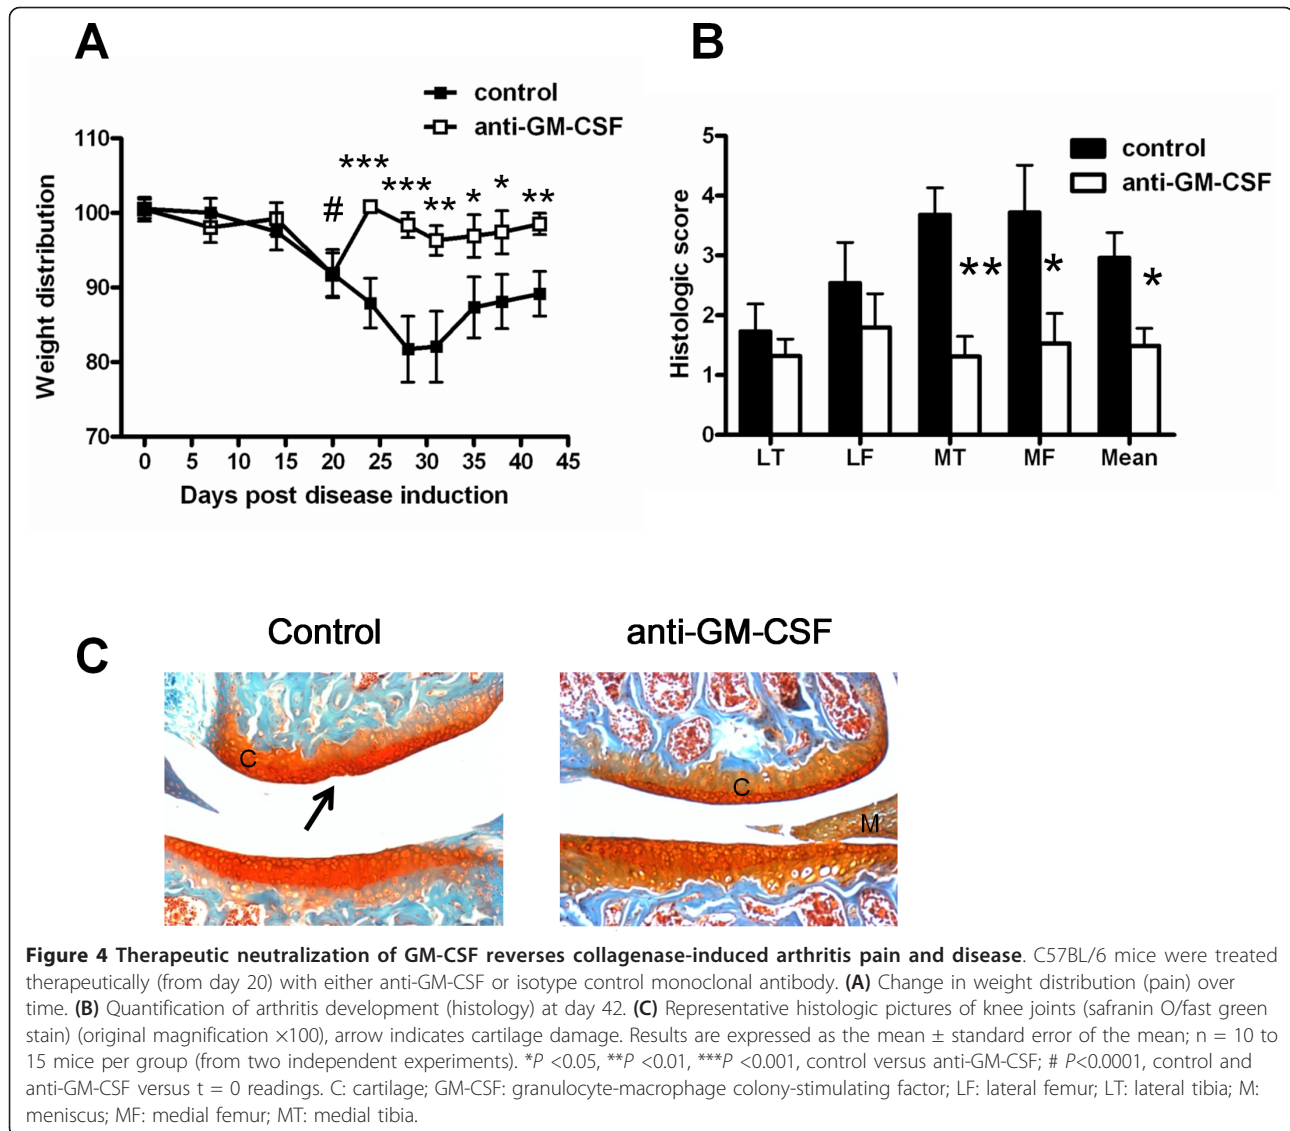 A
control
anti-GM-CSF
Weight distribution
110
100
90
80
70
***
***
**
*
*
**
#
0 5 10 15 20 25 30 35 40 45
Days post disease induction
B
control
anti-GM-CSF
Histologic score
5
4
3
2
1
0
**
*
*
LT LF MT MF Mean
C
Control
anti-GM-CSF
C
C
M
Figure 4 Therapeutic neutralization of GM-CSF reverses collagenase-induced arthritis pain and disease. C57BL/6 mice were treated
therapeutically (from day 20) with either anti-GM-CSF or isotype control monoclonal antibody. (A) Change in weight distribution (pain) over
time. (B) Quantification of arthritis development (histology) at day 42. (C) Representative histologic pictures of knee joints (safranin O/fast green
stain) (original magnification ×100), arrow indicates cartilage damage. Results are expressed as the mean ± standard error of the mean; n = 10 to
15 mice per group (from two independent experiments). *P <0.05, **P <0.01, ***P <0.001, control versus anti-GM-CSF; # P<0.0001, control and
anti-GM-CSF versus t = 0 readings. C: cartilage; GM-CSF: granulocyte-macrophage colony-stimulating factor; LF: lateral femur; LT: lateral tibia; M:
meniscus; MF: medial femur; MT: medial tibia.